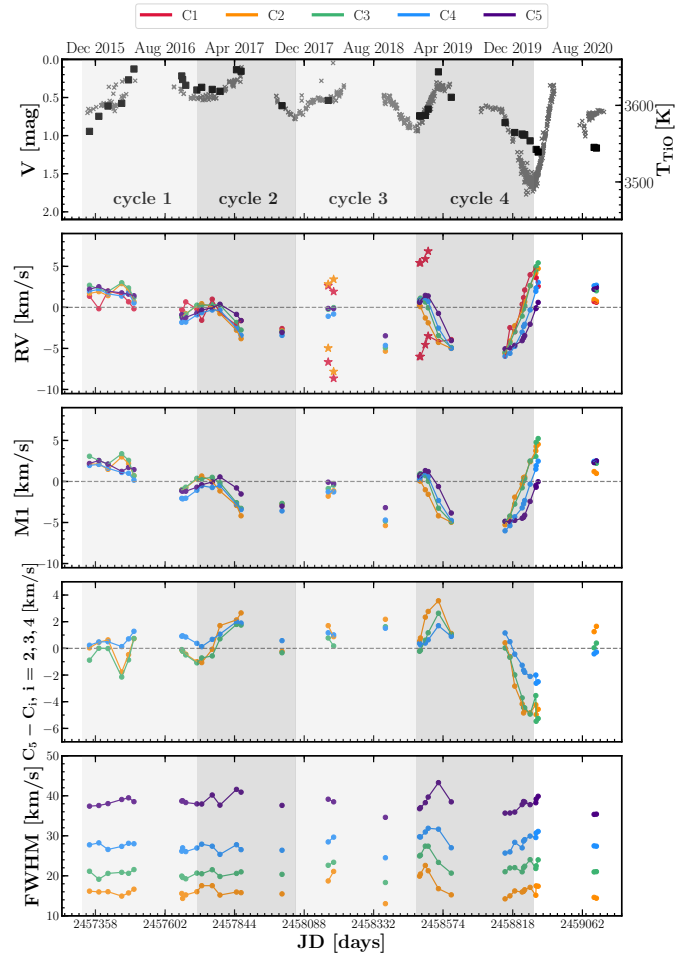 C1 C2 C3 C4 C5
Dec 2015 Aug 2016 Apr 2017 Dec 2017 Aug 2018 Apr 2019 Dec 2019 Aug 2020
V [mag]
0.0
0.5
1.0
1.5
2.0
T_TiO [K]
3600
3500
cycle 1 cycle 2 cycle 3 cycle 4
RV [km/s]
5
0
−5
−10
M1 [km/s]
5
0
−5
−10
C₅ − Cᵢ, i = 2, 3, 4 [km/s]
4
2
0
−2
−4
−6
FWHM [km/s]
50
40
30
20
10
2457358 2457602 2457844 2458088 2458332 2458574 2458818 2459062
JD [days]